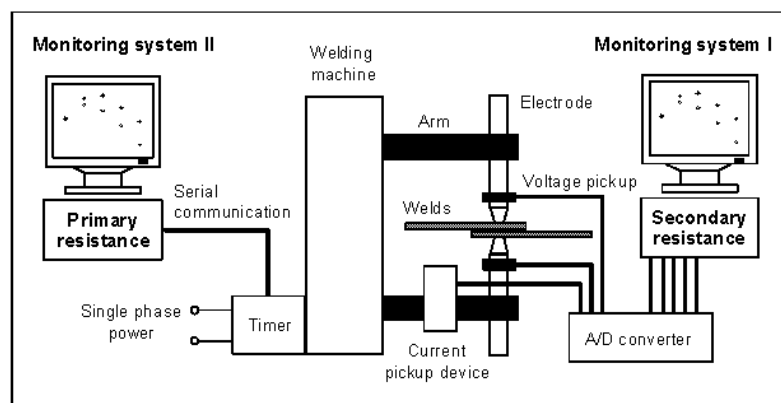 Monitoring system II
Welding
machine
Monitoring system I
Electrode
Arm
Voltage pickup
Serial
communication
Welds
Primary
resistance
Secondary
resistance
Single phase
power
Timer
Current
pickup device
A/D converter